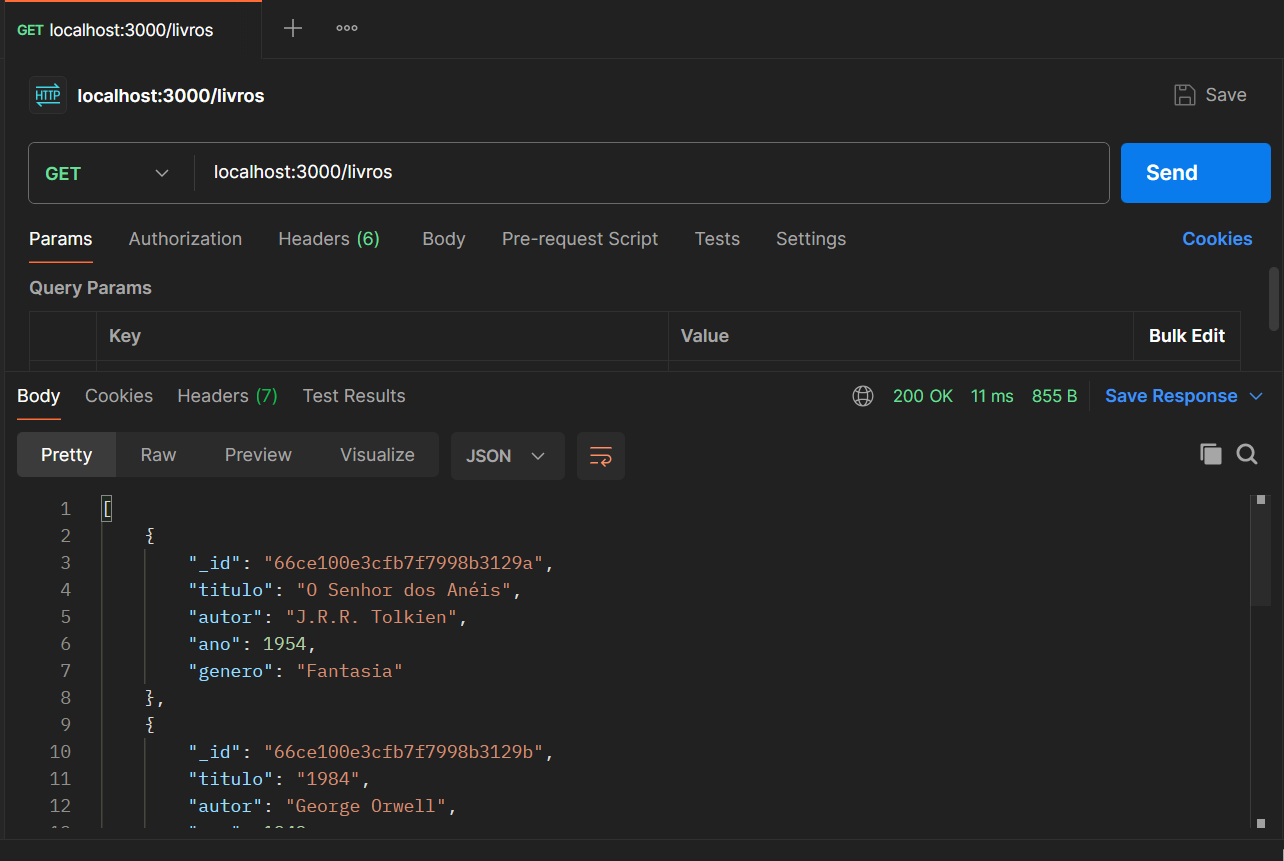 GET localhost:3000/livros
HTTP localhost:3000/livros Save
GET localhost:3000/livros Send
Params Authorization Headers (6) Body Pre-request Script Tests Settings Cookies
Query Params
Key Value Bulk Edit
Body Cookies Headers (7) Test Results 200 OK 11 ms 855 B Save Response
Pretty Raw Preview Visualize JSON
1 [
2 {
3 "_id": "66ce100e3cfb7f7998b3129a",
4 "titulo": "O Senhor dos Anéis",
5 "autor": "J.R.R. Tolkien",
6 "ano": 1954,
7 "genero": "Fantasia"
8 },
9 {
10 "_id": "66ce100e3cfb7f7998b3129b",
11 "titulo": "1984",
12 "autor": "George Orwell",